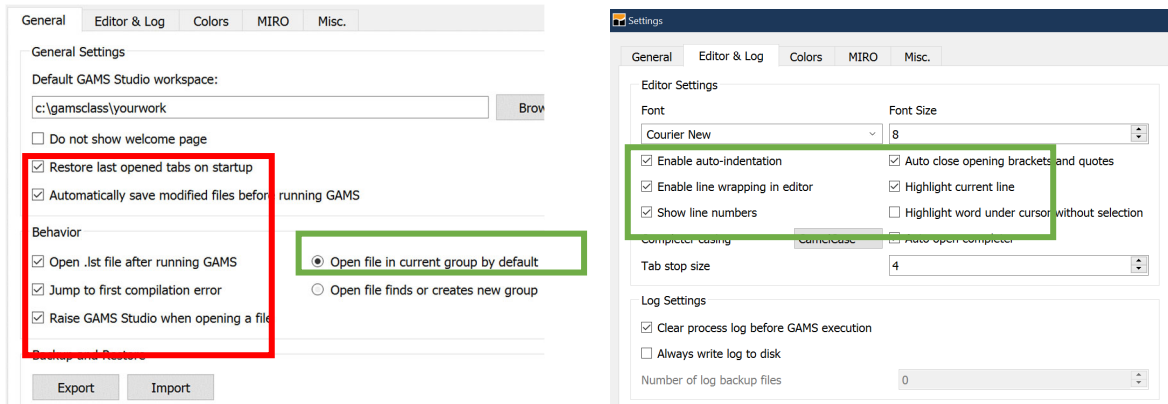 General Editor & Log Colors MIRO Misc.
General Settings
Default GAMS Studio workspace:
c:\gamsclass\yourwork Brow
Do not show welcome page
Restore last opened tabs on startup
Automatically save modified files before running GAMS
Behavior
Open .lst file after running GAMS Open file in current group by default
Jump to first compilation error Open file finds or creates new group
Raise GAMS Studio when opening a file
Backup and Restore
Export Import
Settings
General Editor & Log Colors MIRO Misc.
Editor Settings
Font Font Size
Courier New 8
Enable auto-indentation Auto close opening brackets and quotes
Enable line wrapping in editor Highlight current line
Show line numbers Highlight word under cursor without selection
Completer casing CamelCase Auto open completer
Tab stop size 4
Log Settings
Clear process log before GAMS execution
Always write log to disk
Number of log backup files 0